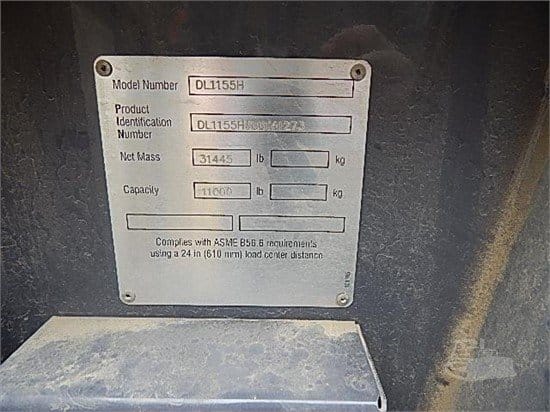 Model Number DL1155H
Product
Identification
Number
Net Mass 31445 lb kg
Capacity 11000 lb kg
Complies with ASME B56.6 requirements
using a 24 in (610 mm) load center distance